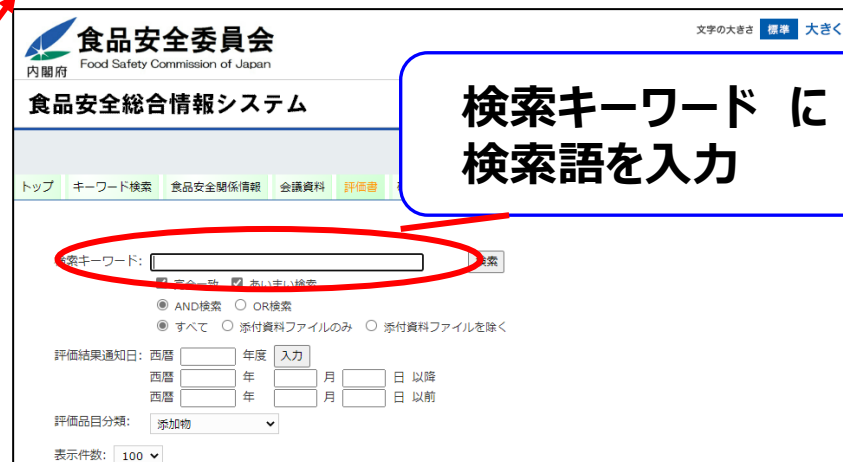 文字の大きさ 標準 大きく
食品安全委員会
内閣府 Food Safety Commission of Japan
食品安全総合情報システム
検索キーワード に
検索語を入力
トップ キーワード検索 食品安全関係情報 会議資料 評価書
検索キーワード: 検索
完全一致 あいまい検索
AND検索 OR検索
すべて 添付資料ファイルのみ 添付資料ファイルを除く
評価結果通知日: 西暦 年度 入力
西暦 年 月 日 以降
西暦 年 月 日 以前
評価品目分類: 添加物
表示件数: 100